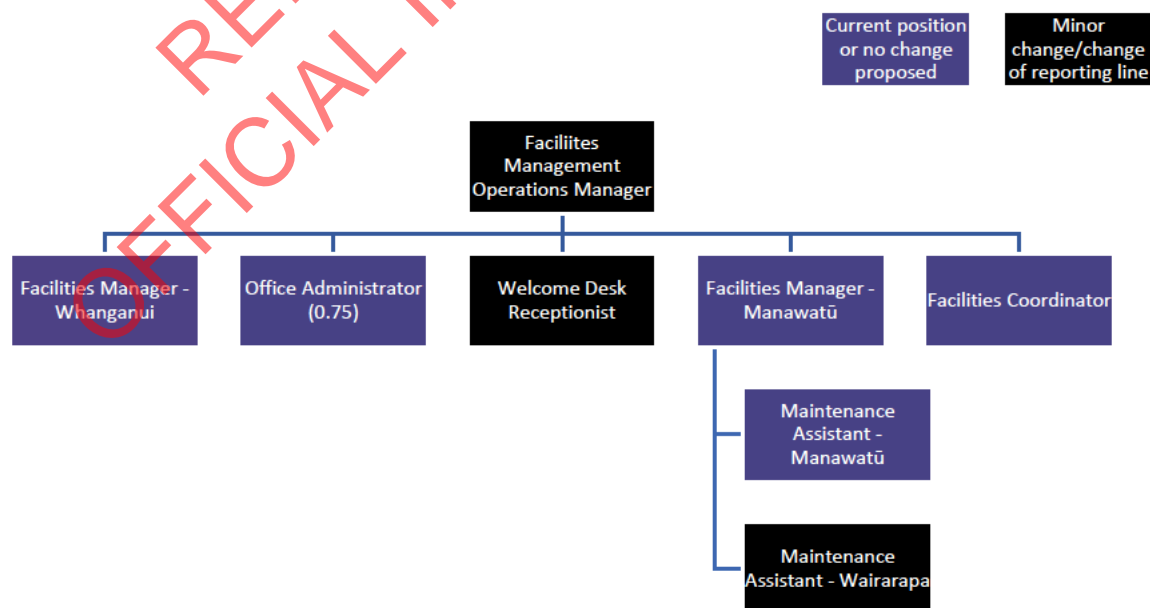 Current position
or no change
proposed
Minor
change/change
of reporting line
OFFICIAL
Faciliites
Management
Operations Manager
Facilities Manager -
Whanganui
Office Administrator
(0.75)
Welcome Desk
Receptionist
Facilities Manager -
Manawatū
Facilities Coordinator
Maintenance
Assistant -
Manawatū
Maintenance
Assistant - Wairarapa